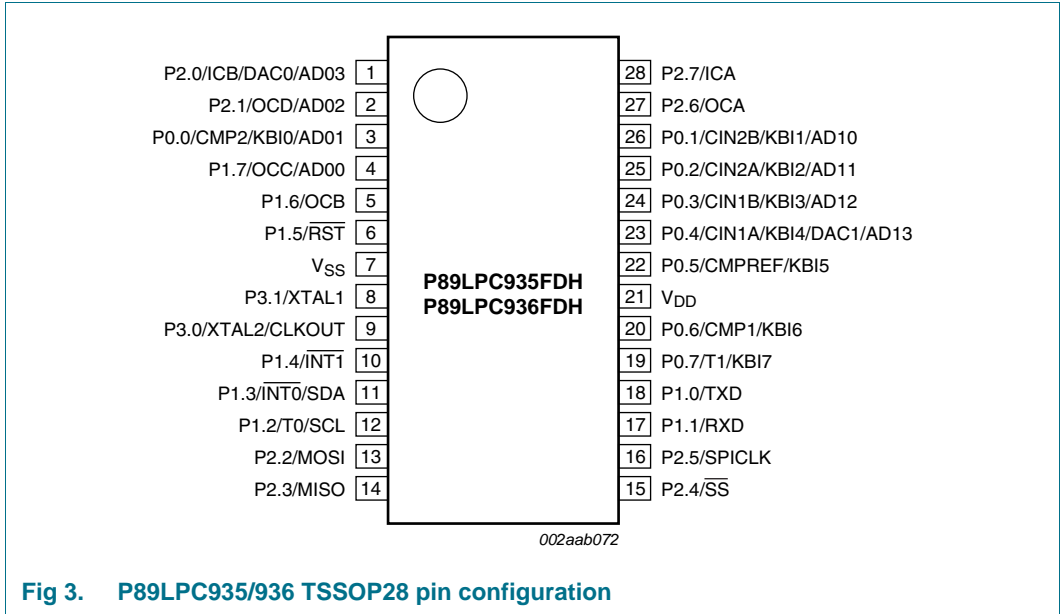 P2.0/ICB/DAC0/AD03 1
P2.1/OCD/AD02 2
P0.0/CMP2/KBI0/AD01 3
P1.7/OCC/AD00 4
P1.6/OCB 5
P1.5/R̅S̅T̅ 6
VSS 7
P3.1/XTAL1 8
P3.0/XTAL2/CLKOUT 9
P1.4/I̅N̅T̅1̅ 10
P1.3/I̅N̅T̅0̅/SDA 11
P1.2/T0/SCL 12
P2.2/MOSI 13
P2.3/MISO 14
P89LPC935FDH
P89LPC936FDH
28 P2.7/ICA
27 P2.6/OCA
26 P0.1/CIN2B/KBI1/AD10
25 P0.2/CIN2A/KBI2/AD11
24 P0.3/CIN1B/KBI3/AD12
23 P0.4/CIN1A/KBI4/DAC1/AD13
22 P0.5/CMPREF/KBI5
21 VDD
20 P0.6/CMP1/KBI6
19 P0.7/T1/KBI7
18 P1.0/TXD
17 P1.1/RXD
16 P2.5/SPICLK
15 P2.4/S̅S̅
002aab072
Fig 3. P89LPC935/936 TSSOP28 pin configuration